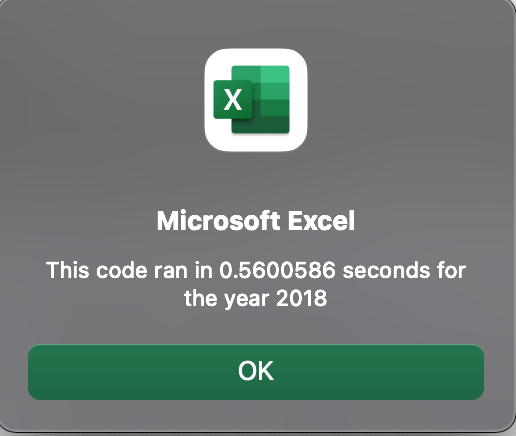 X
Microsoft Excel
This code ran in 0.5600586 seconds for
the year 2018
OK